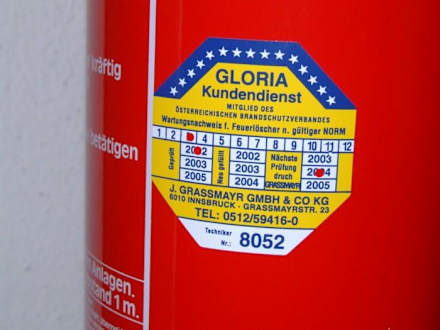 kräftig
betätigen
Anlagen.
and 1 m.
GLORIA
Kundendienst
MITGLIED DES
ÖSTERREICHISCHEN BRANDSCHUTZVERBANDES
Wartungsnachweis f. Feuerlöscher n. gültiger NORM
1 2 4 5 6 7 8 9 10 11 12
Geprüft
2002
2003
2005
Neu gefüllt
2002
2003
2004
Nächste
Prüfung
druch
GRASSMAYR
2003
2004
2005
J. GRASSMAYR GMBH & CO KG
6010 INNSBRUCK · GRASSMAYRSTR. 23
TEL: 0512/59416-0
Techniker
Nr.: 8052